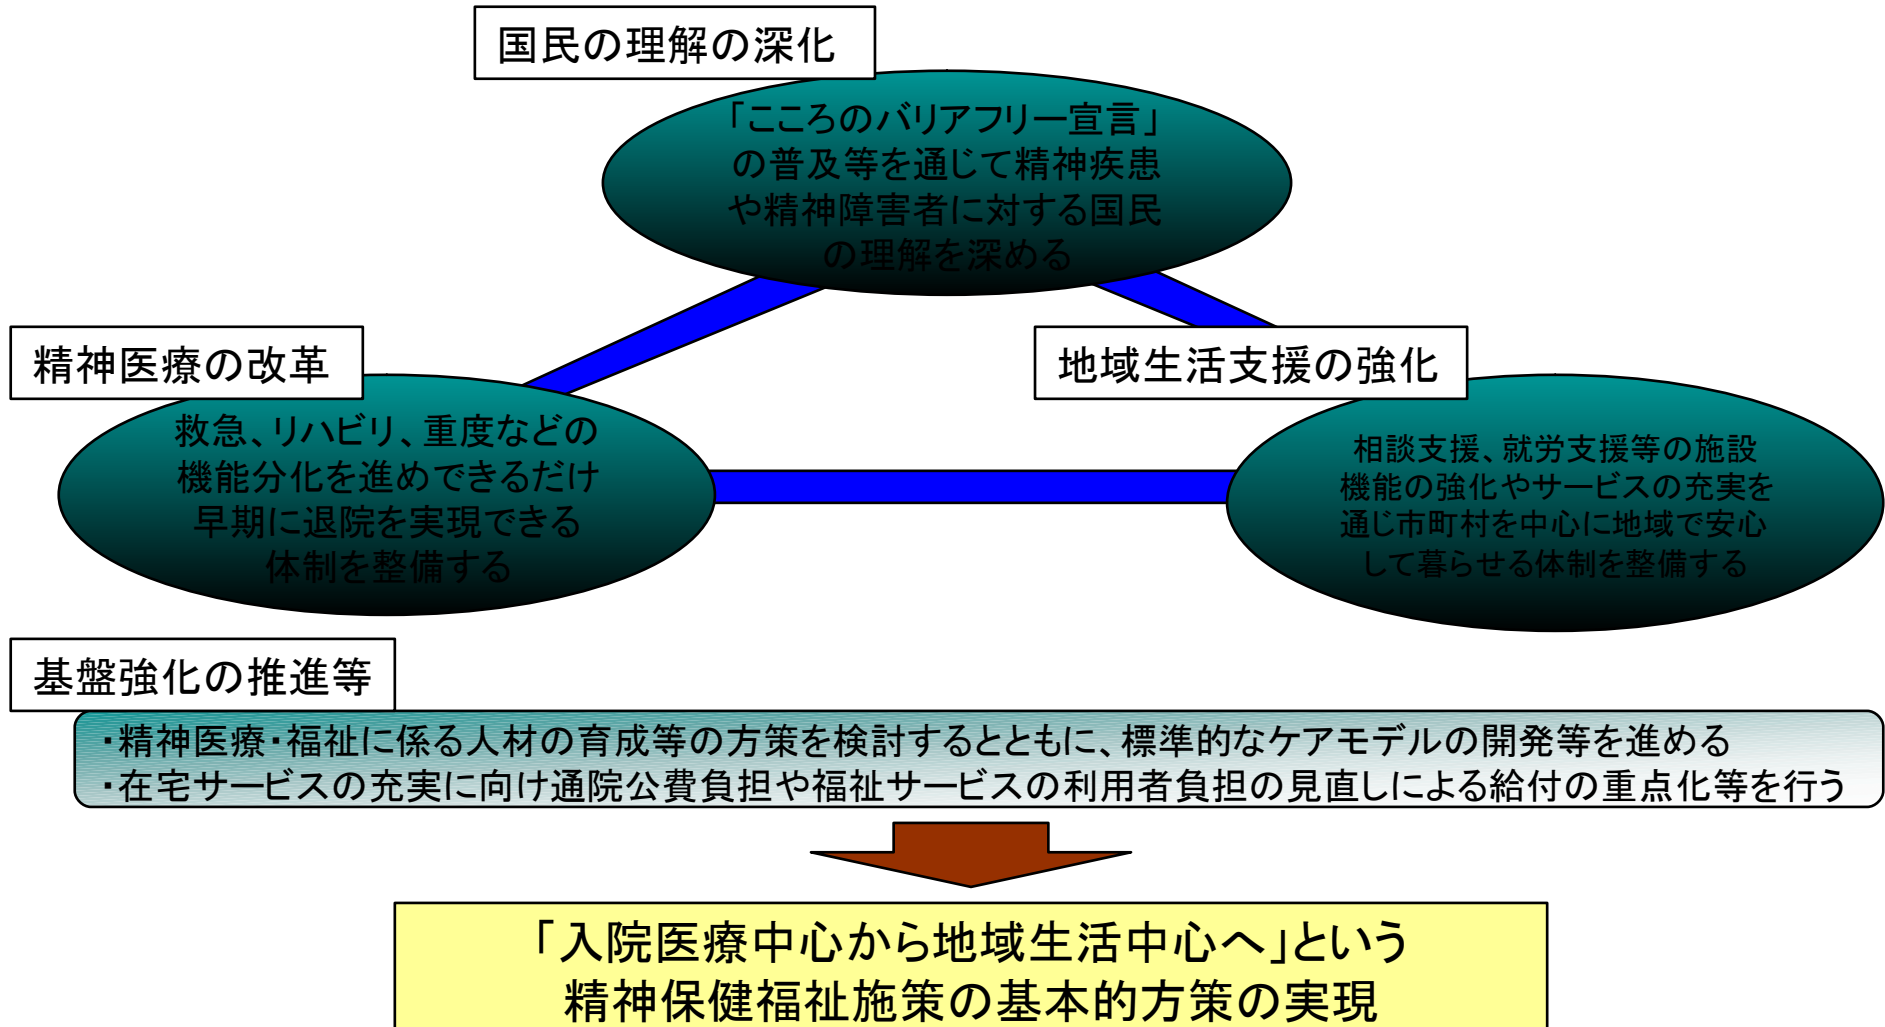 国民の理解の深化
「こころのバリアフリー宣言」
の普及等を通じて精神疾患
や精神障害者に対する国民
の理解を深める
精神医療の改革
救急、リハビリ、重度などの
機能分化を進めできるだけ
早期に退院を実現できる
体制を整備する
地域生活支援の強化
相談支援、就労支援等の施設
機能の強化やサービスの充実を
通じ市町村を中心に地域で安心
して暮らせる体制を整備する
基盤強化の推進等
・精神医療・福祉に係る人材の育成等の方策を検討するとともに、標準的なケアモデルの開発等を進める
・在宅サービスの充実に向け通院公費負担や福祉サービスの利用者負担の見直しによる給付の重点化等を行う
「入院医療中心から地域生活中心へ」という
精神保健福祉施策の基本的方策の実現